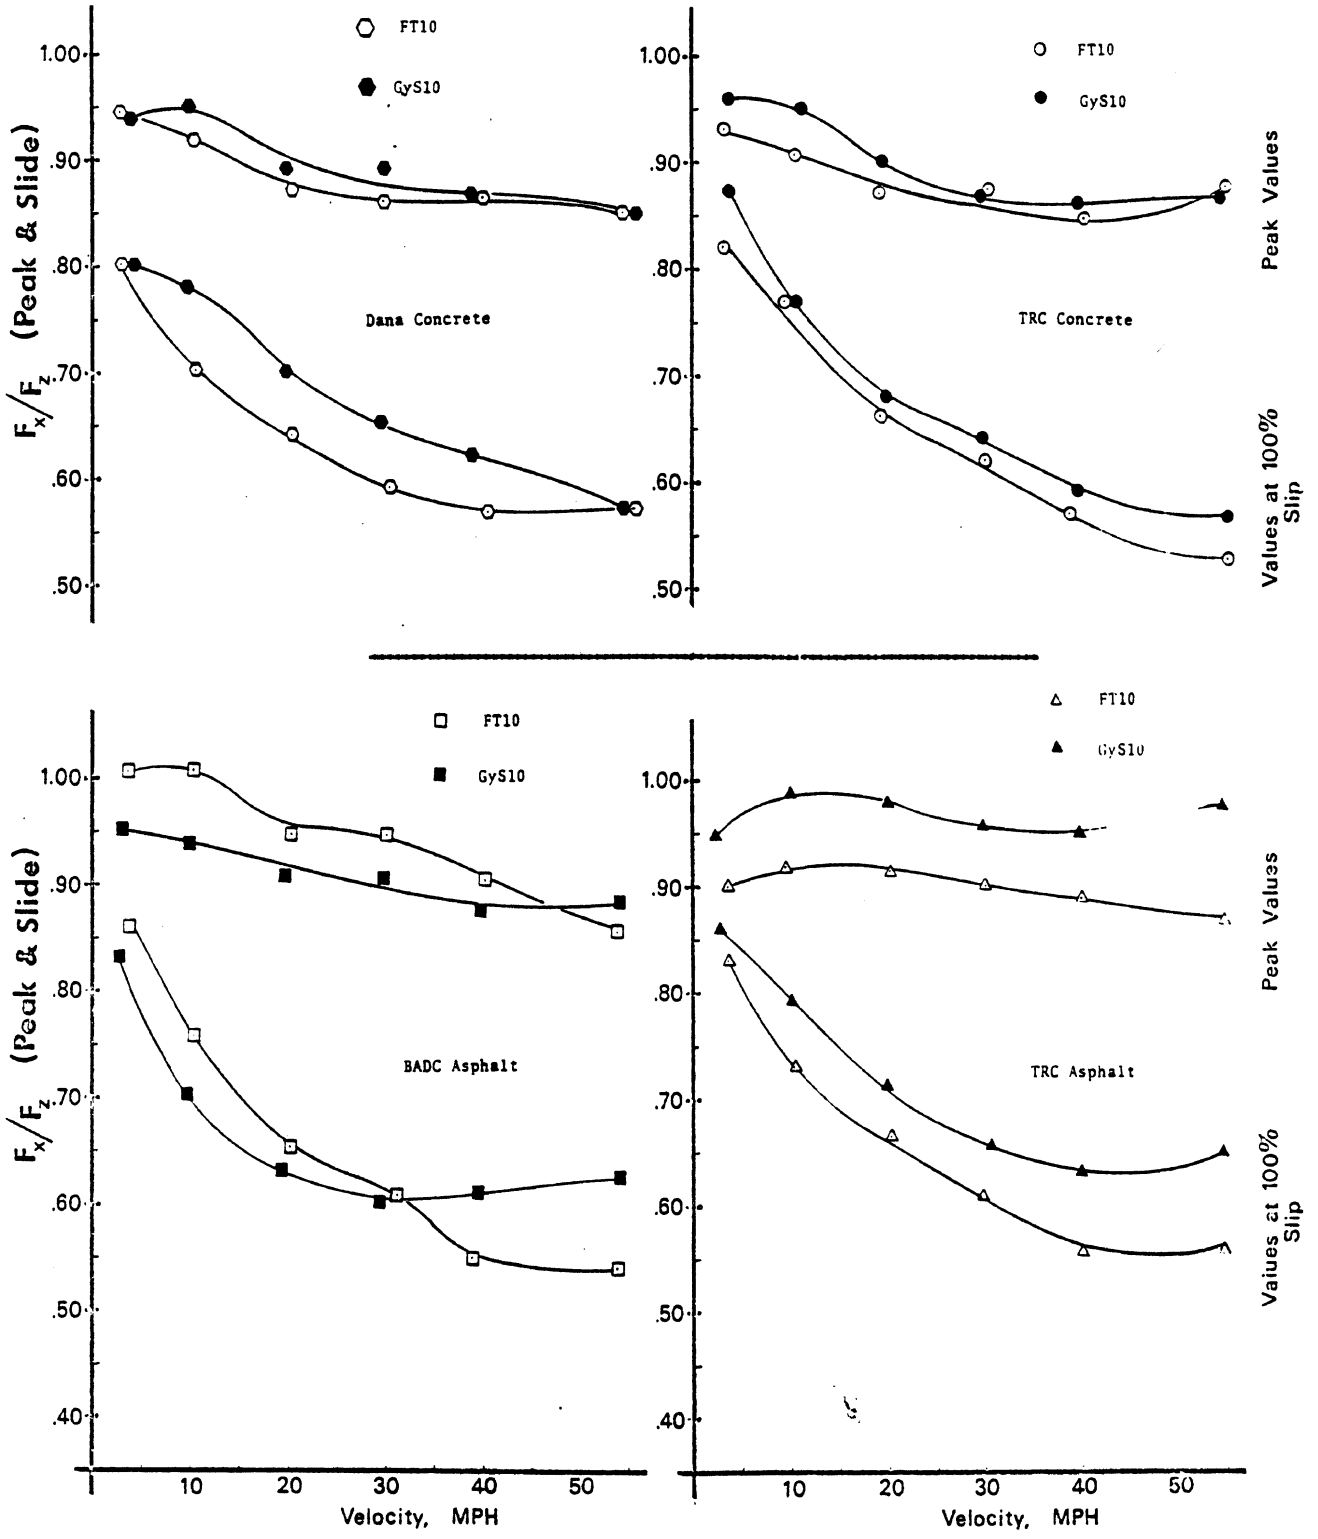 FT10
GyS10
1.00
.90
.80
.70
.60
.50
Fx/Fz (Peak & Slide)
Dana Concrete
FT10
GyS10
1.00
.90
.80
.70
.60
.50
TRC Concrete
Peak Values
Values at 100%
Slip
FT10
GyS10
1.00
.90
.80
.70
.60
.50
.40
Fx/Fz (Peak & Slide)
BADC Asphalt
10 20 30 40 50
Velocity, MPH
FT10
GyS10
1.00
.90
.80
.70
.60
.50
.40
TRC Asphalt
Peak Values
Values at 100%
Slip
10 20 30 40 50
Velocity, MPH